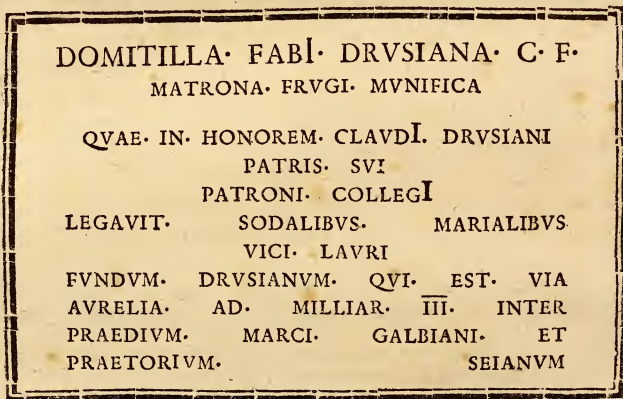 DOMITILLA· FABI· DRVSIANA· C· F·
MATRONA· FRVGI· MVNIFICA
QVAE· IN· HONOREM· CLAVDI. DRVSIANI
PATRIS· SVI
PATRONI· COLLEGI
LEGAVIT· SODALIBVS· MARIALIBVS
VICI· LAVRI
FVNDVM· DRVSIANVM· QVI· EST· VIA
AVRELIA· AD· MILLIAR· I̅I̅I̅· INTER
PRAEDIVM· MARCI· GALBIANI· ET
PRAETORIVM· SEIANVM